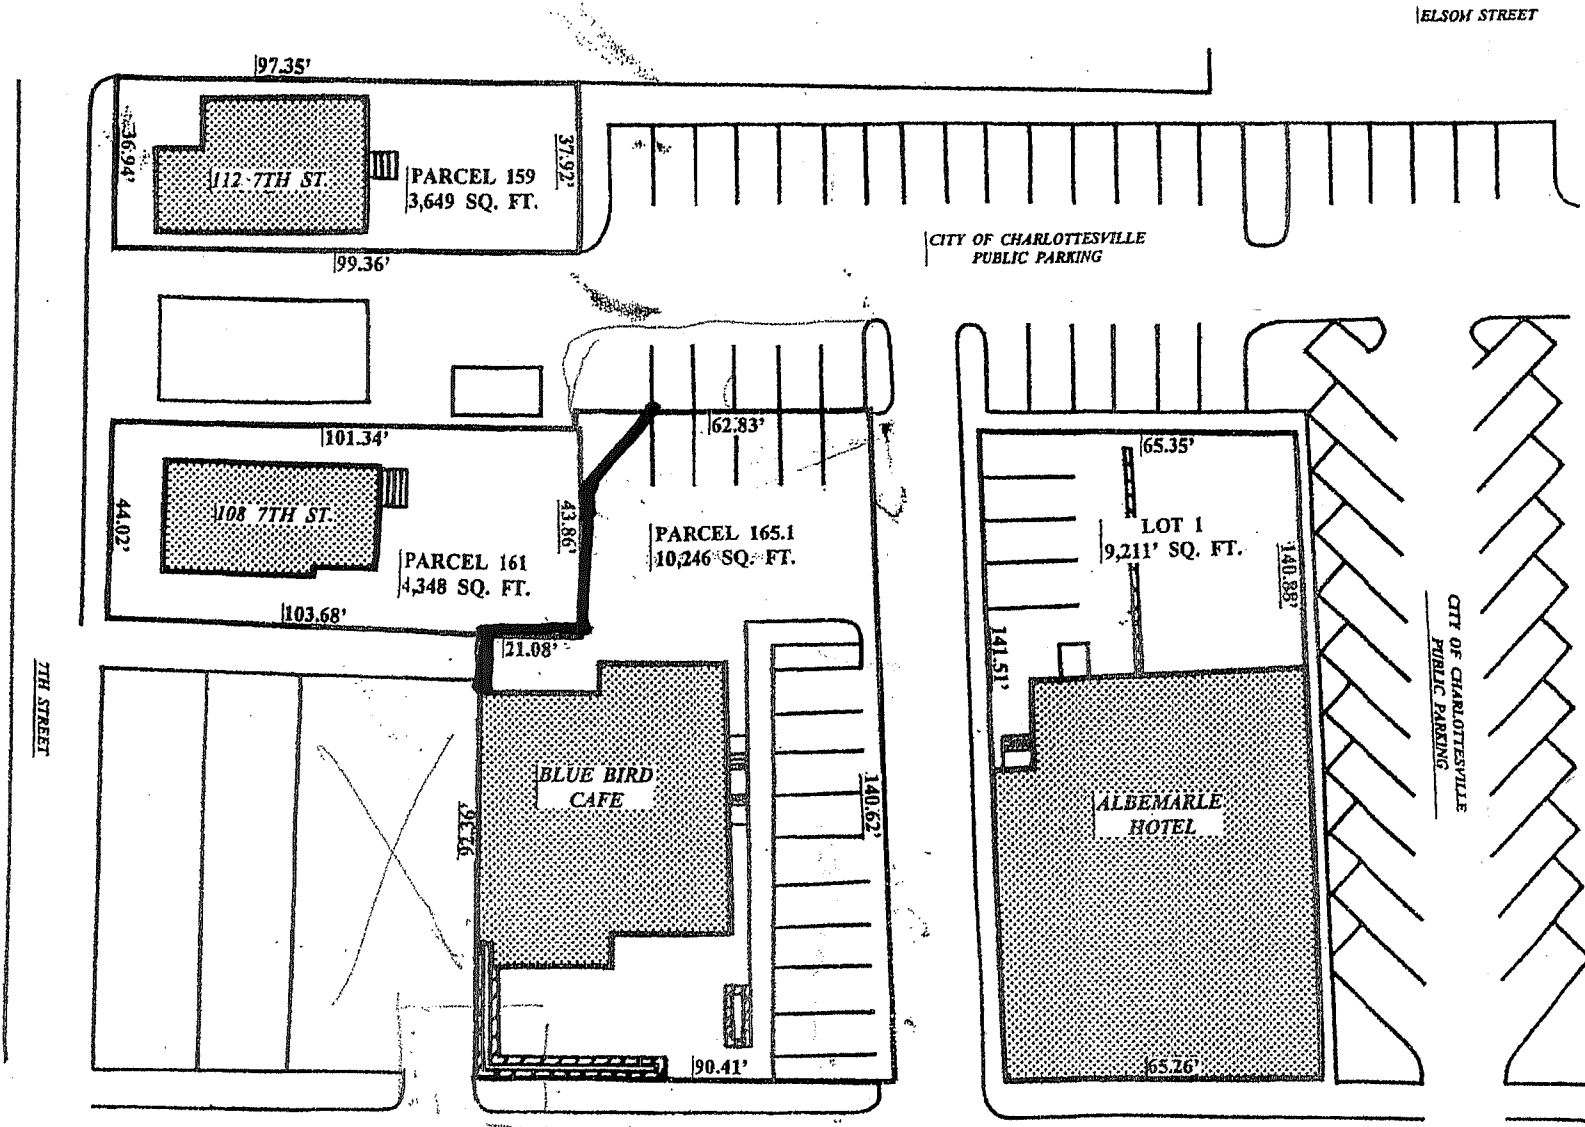 ELSOM STREET
97.35'
36.94'
112 7TH ST.
37.92'
PARCEL 159
3,649 SQ. FT.
99.36'
CITY OF CHARLOTTESVILLE
PUBLIC PARKING
101.34'
62.83'
65.35'
44.02'
108 7TH ST.
43.86'
PARCEL 161
4,348 SQ. FT.
PARCEL 165.1
10,246 SQ. FT.
LOT 1
9,211' SQ. FT.
140.88'
103.68'
21.08'
141.51'
7TH STREET
CITY OF CHARLOTTESVILLE
PUBLIC PARKING
BLUE BIRD
CAFE
97.36'
140.62'
ALBEMARLE
HOTEL
90.41'
65.26'